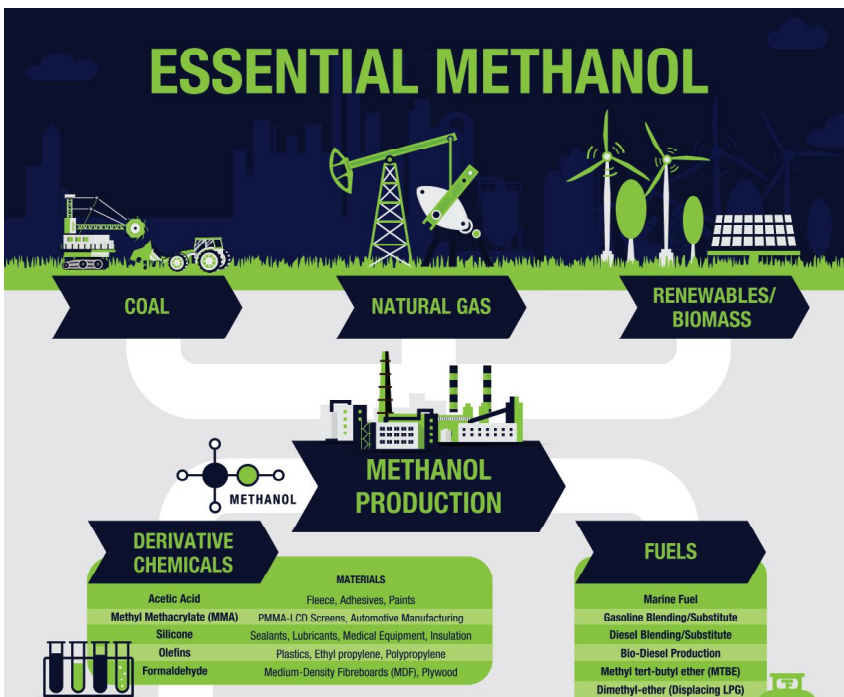 ESSENTIAL METHANOL
COAL
NATURAL GAS
RENEWABLES/
BIOMASS
METHANOL
PRODUCTION
METHANOL
DERIVATIVE
CHEMICALS
MATERIALS
Acetic Acid Fleece, Adhesives, Paints
Methyl Methacrylate (MMA) PMMA-LCD Screens, Automotive Manufacturing
Silicone Sealants, Lubricants, Medical Equipment, Insulation
Olefins Plastics, Ethyl propylene, Polypropylene
Formaldehyde Medium-Density Fibreboards (MDF), Plywood
FUELS
Marine Fuel
Gasoline Blending/Substitute
Diesel Blending/Substitute
Bio-Diesel Production
Methyl tert-butyl ether (MTBE)
Dimethyl-ether (Displacing LPG)